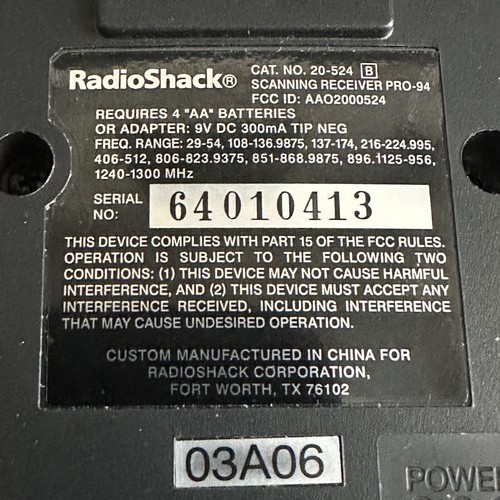 RadioShack® CAT. NO. 20-524 B
SCANNING RECEIVER PRO-94
FCC ID: AAO2000524
REQUIRES 4 "AA" BATTERIES
OR ADAPTER: 9V DC 300mA TIP NEG
FREQ. RANGE: 29-54, 108-136.9875, 137-174, 216-224.995,
406-512, 806-823.9375, 851-868.9875, 896.1125-956,
1240-1300 MHz
SERIAL NO: 64010413
THIS DEVICE COMPLIES WITH PART 15 OF THE FCC RULES.
OPERATION IS SUBJECT TO THE FOLLOWING TWO
CONDITIONS: (1) THIS DEVICE MAY NOT CAUSE HARMFUL
INTERFERENCE, AND (2) THIS DEVICE MUST ACCEPT ANY
INTERFERENCE RECEIVED, INCLUDING INTERFERENCE
THAT MAY CAUSE UNDESIRED OPERATION.
CUSTOM MANUFACTURED IN CHINA FOR
RADIOSHACK CORPORATION,
FORT WORTH, TX 76102
03A06
POWE